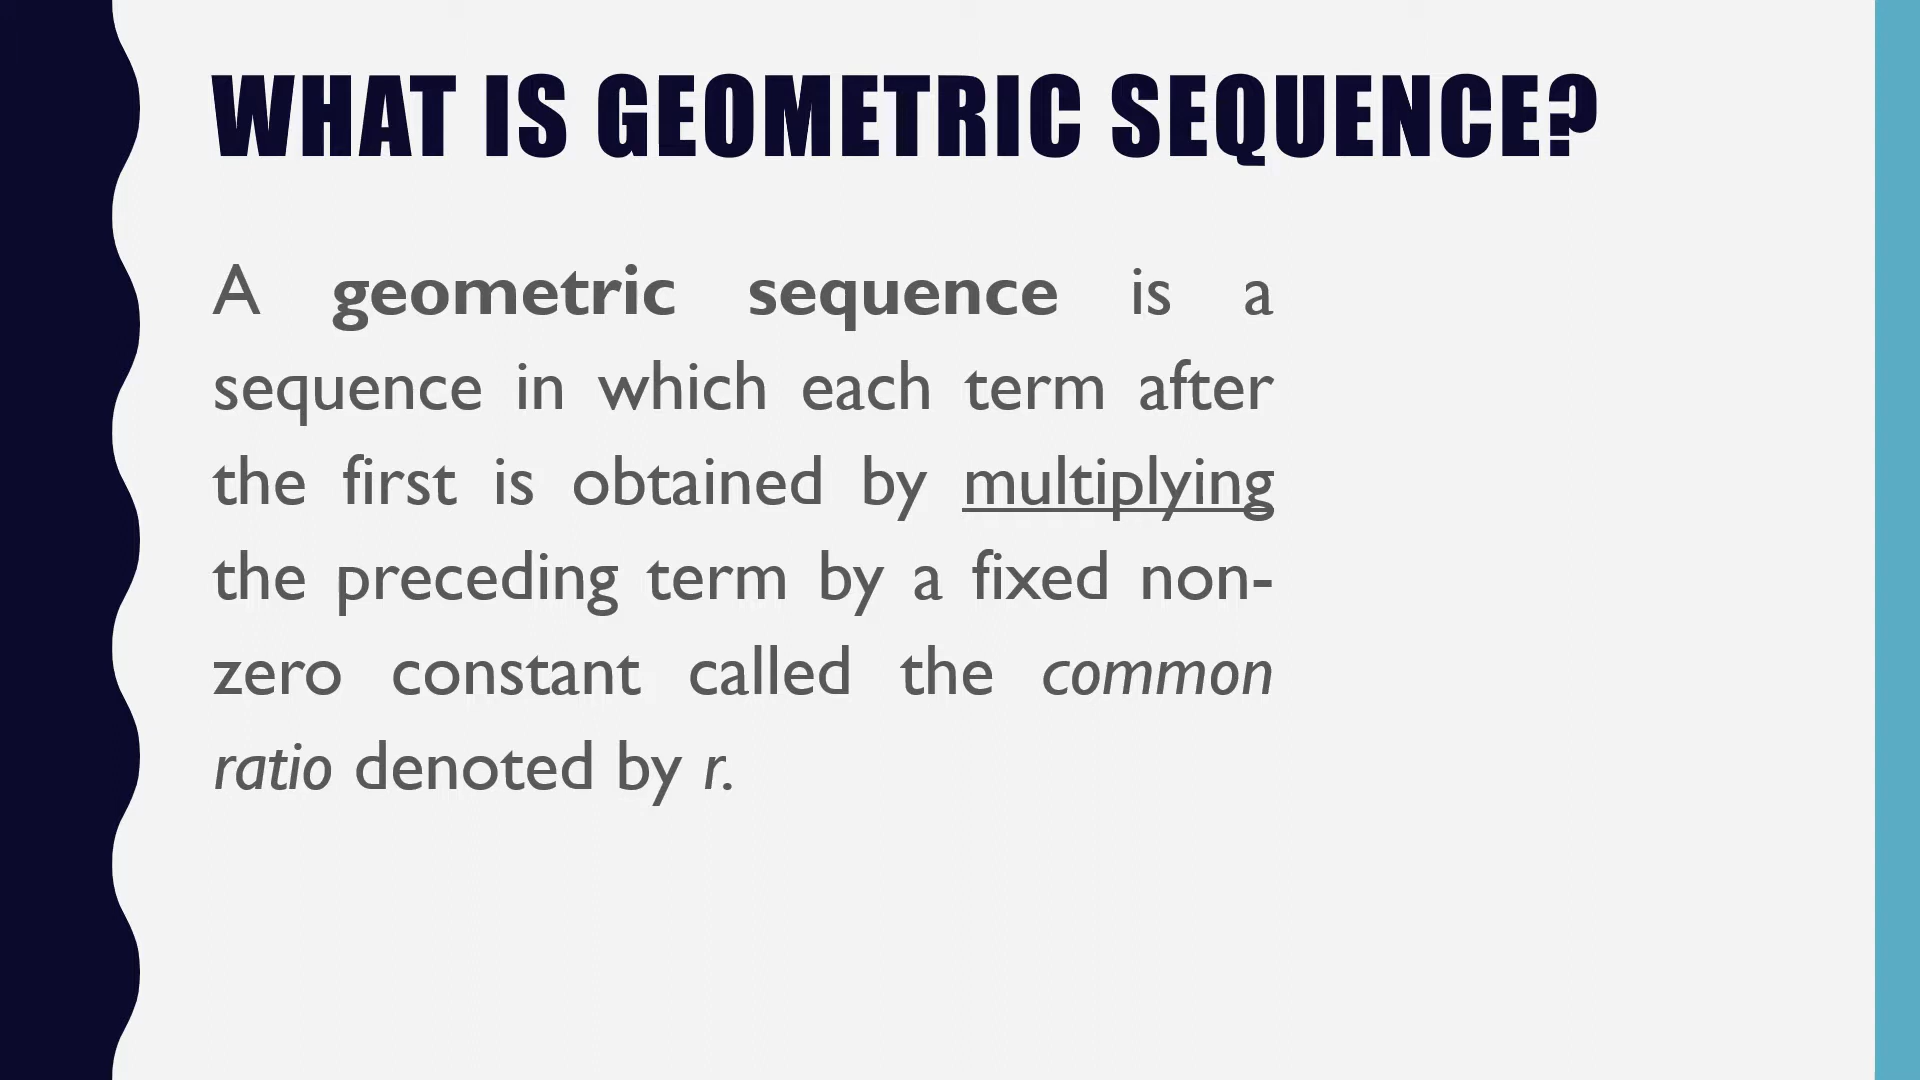 WHAT IS GEOMETRIC SEQUENCE?
A geometric sequence is a
sequence in which each term after
the first is obtained by multiplying
the preceding term by a fixed non-
zero constant called the common
ratio denoted by r.